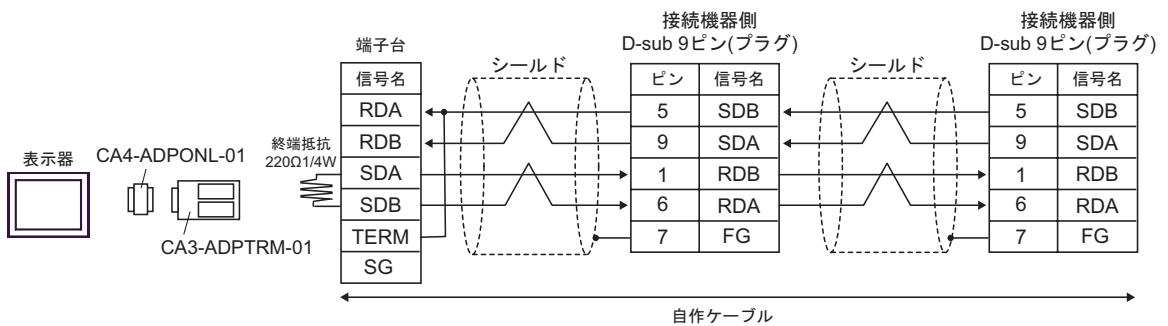 表示器
CA4-ADPONL-01
CA3-ADPTRM-01
終端抵抗
220Ω1/4W
端子台
信号名
RDA
RDB
SDA
SDB
TERM
SG
シールド
接続機器側
D-sub 9ピン(プラグ)
ピン 信号名
5 SDB
9 SDA
1 RDB
6 RDA
7 FG
シールド
接続機器側
D-sub 9ピン(プラグ)
ピン 信号名
5 SDB
9 SDA
1 RDB
6 RDA
7 FG
自作ケーブル